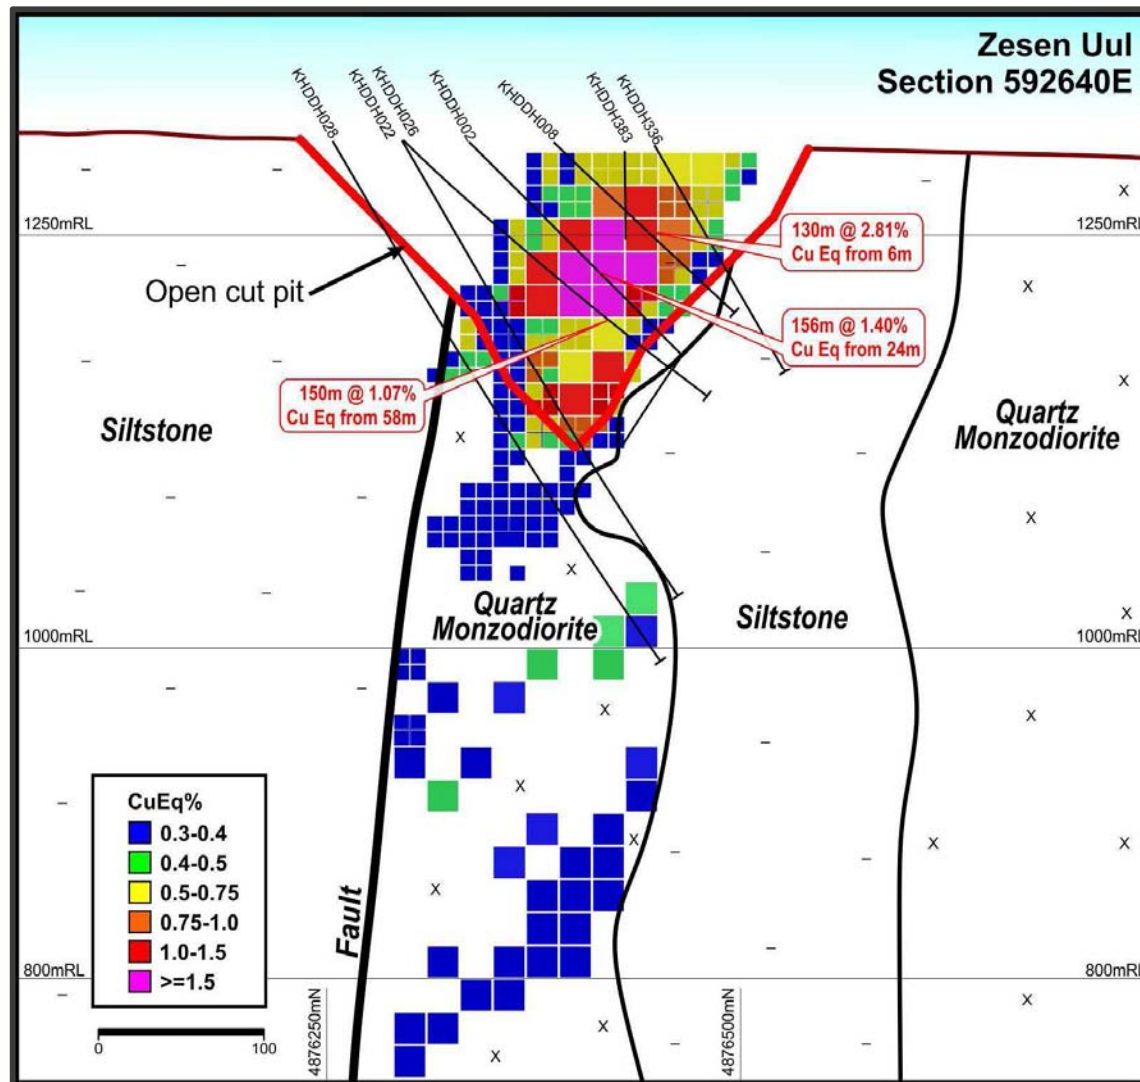 Zesen Uul
Section 592640E
KHDDH028
KHDDH022
KHDDH026
KHDDH002
KHDDH008
KHDDH383
KHDDH336
1250mRL
1250mRL
Open cut pit
130m @ 2.81%
Cu Eq from 6m
156m @ 1.40%
Cu Eq from 24m
150m @ 1.07%
Cu Eq from 58m
Siltstone
Quartz
Monzodiorite
Quartz
Monzodiorite
Siltstone
1000mRL
1000mRL
CuEq%
0.3-0.4
0.4-0.5
0.5-0.75
0.75-1.0
1.0-1.5
>=1.5
Fault
800mRL
800mRL
0
100
4876250mN
4876500mN